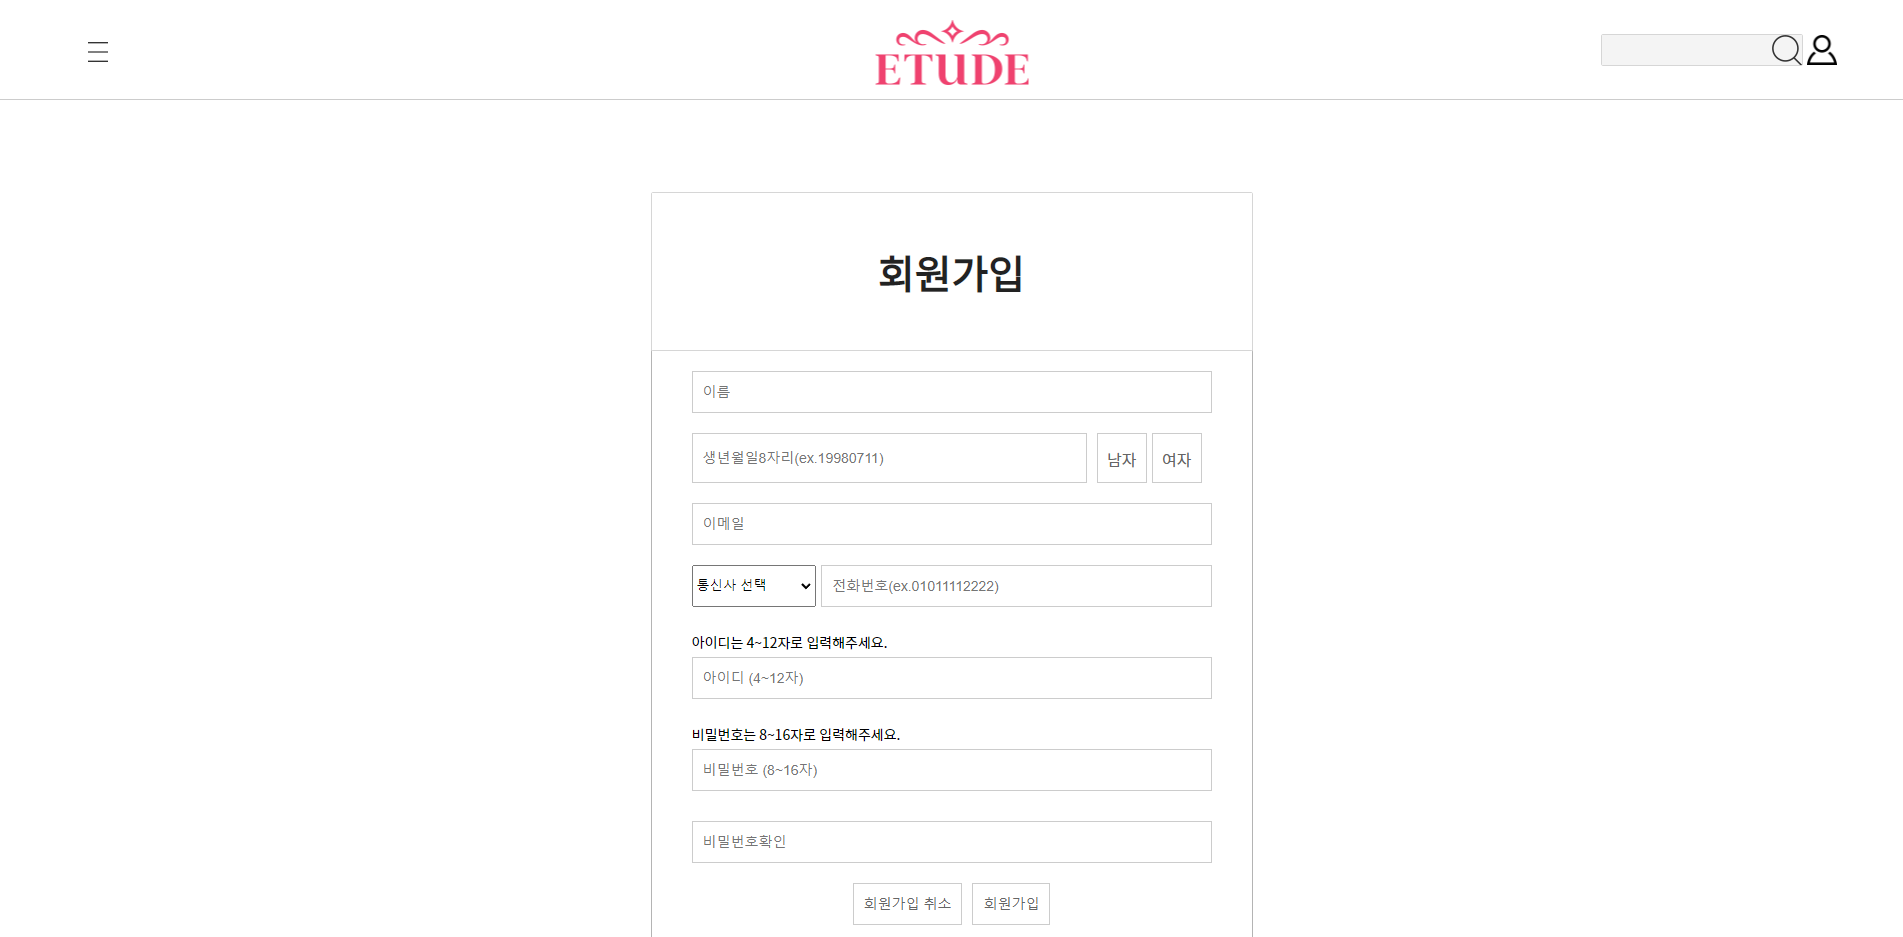 ETUDE
회원가입
이름
생년월일8자리(ex.19980711) 남자 여자
이메일
통신사 선택 전화번호(ex.01011112222)
아이디는 4~12자로 입력해주세요.
아이디 (4~12자)
비밀번호는 8~16자로 입력해주세요.
비밀번호 (8~16자)
비밀번호확인
회원가입 취소 회원가입